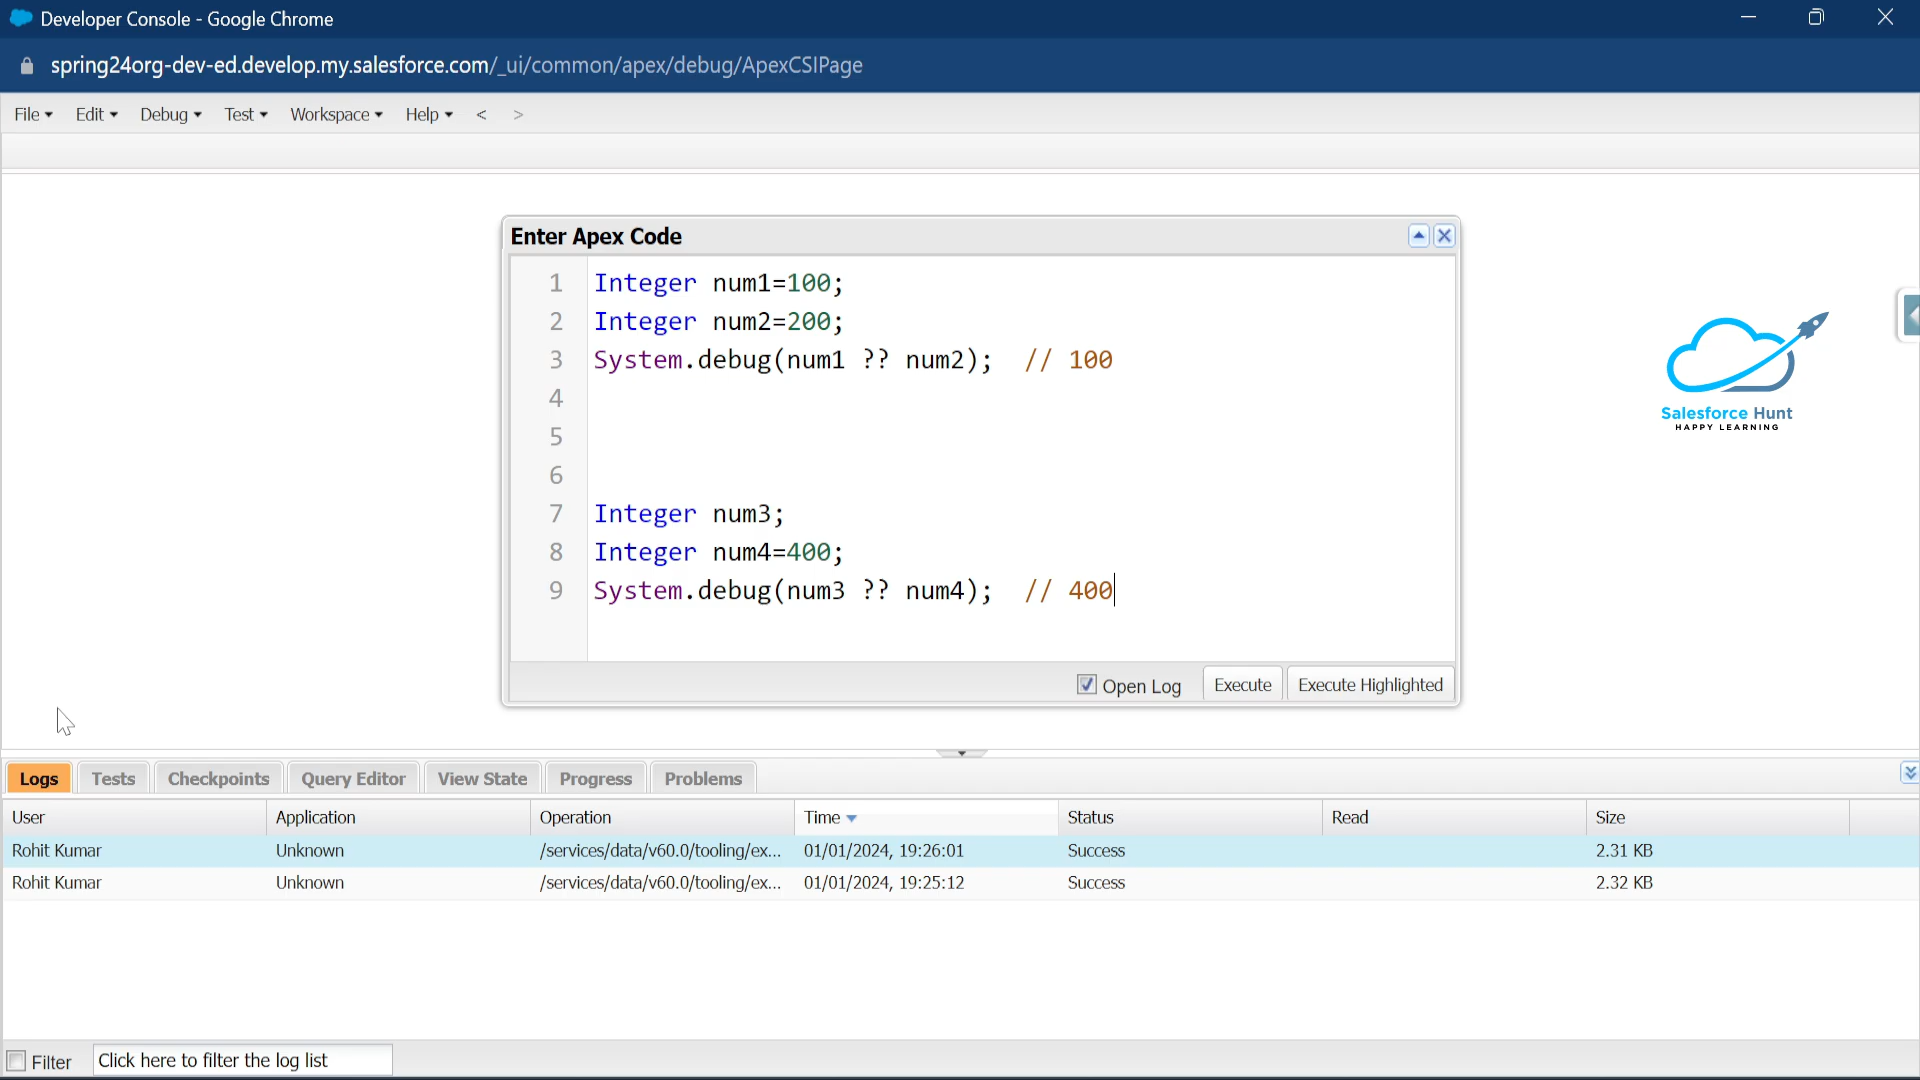 Developer Console - Google Chrome
spring24org-dev-ed.develop.my.salesforce.com/_ui/common/apex/debug/ApexCSIPage
File Edit Debug Test Workspace Help < >
Enter Apex Code
1 Integer num1=100;
2 Integer num2=200;
3 System.debug(num1 ?? num2); // 100
4
5
6
7 Integer num3;
8 Integer num4=400;
9 System.debug(num3 ?? num4); // 400
Open Log Execute Execute Highlighted
Salesforce Hunt
HAPPY LEARNING
Logs Tests Checkpoints Query Editor View State Progress Problems
User Application Operation Time Status Read Size
Rohit Kumar Unknown /services/data/v60.0/tooling/ex... 01/01/2024, 19:26:01 Success 2.31 KB
Rohit Kumar Unknown /services/data/v60.0/tooling/ex... 01/01/2024, 19:25:12 Success 2.32 KB
Filter Click here to filter the log list